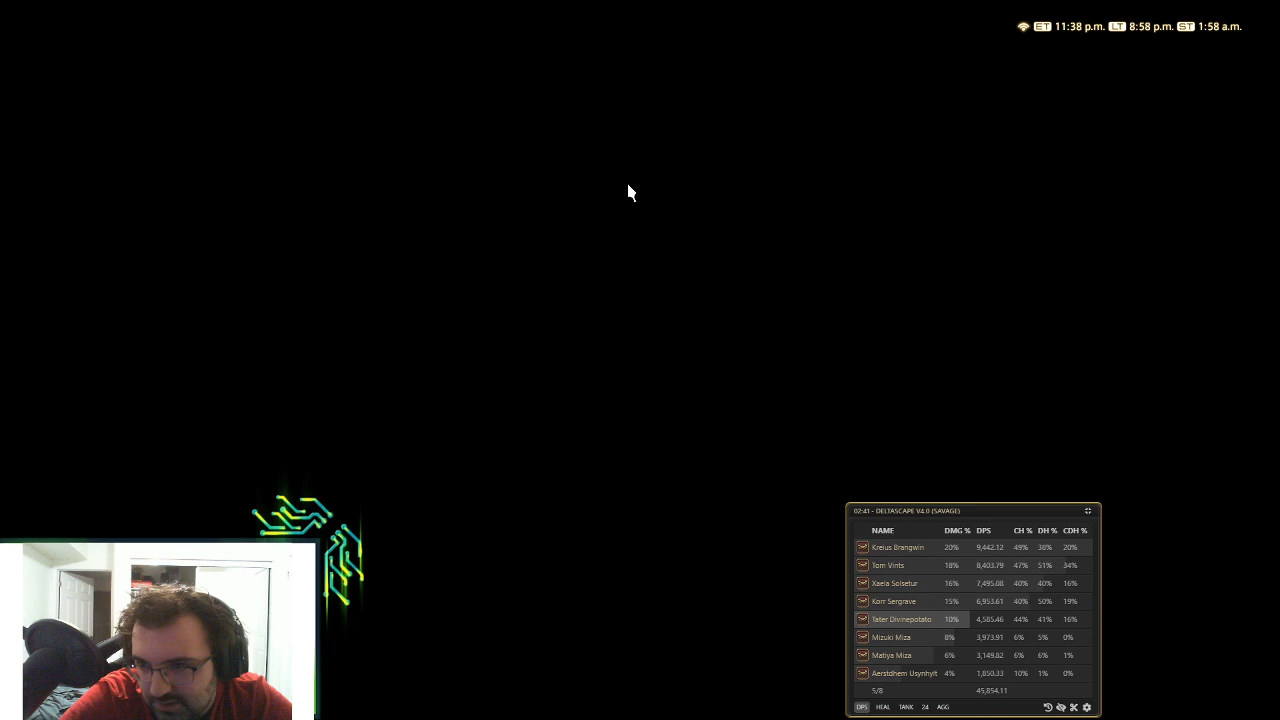 ET 11:38 p.m. LT 8:58 p.m. ST 1:58 a.m.
02:41 - DELTASCAPE V4.0 (SAVAGE)
NAME DMG % DPS CH % DH % CDH %
Kreius Brangwin 20% 9,442.12 49% 38% 20%
Tom Vints 18% 8,403.79 47% 51% 34%
Xaela Solsetur 16% 7,495.08 40% 40% 16%
Korr Sergrave 15% 6,953.61 40% 50% 19%
Tater Divinepotato 10% 4,585.46 44% 41% 16%
Mizuki Miza 8% 3,973.91 6% 5% 0%
Matiya Miza 6% 3,149.82 6% 6% 1%
Aerstdhem Usynhyit 4% 1,850.33 10% 1% 0%
5/8 45,854.11
DPS HEAL TANK 24 AGG